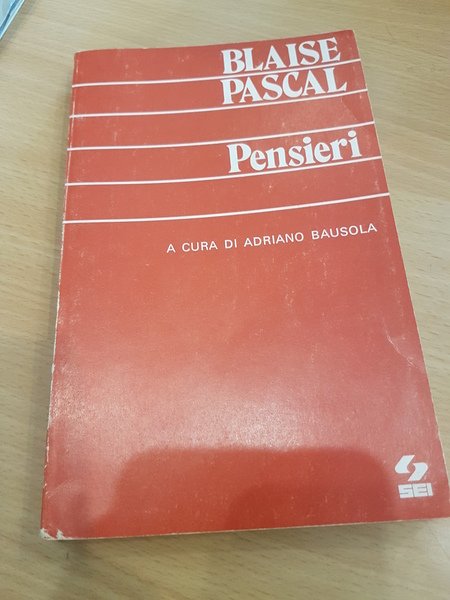 BLAISE
PASCAL
Pensieri
A CURA DI ADRIANO BAUSOLA
SEI